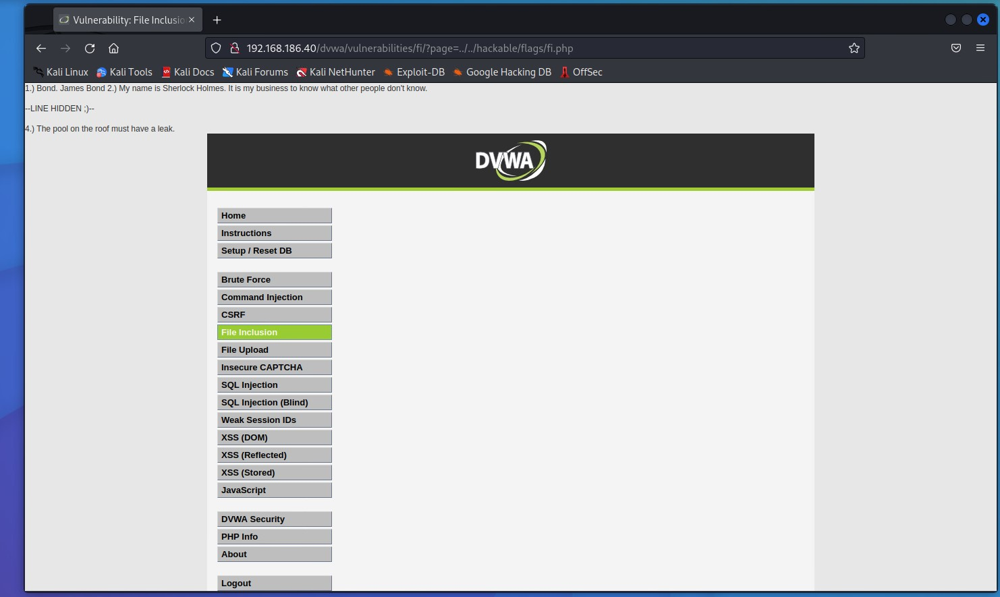 Vulnerability: File Inclusio
192.168.186.40/dvwa/vulnerabilities/fi/?page=../../hackable/flags/fi.php
Kali Linux Kali Tools Kali Docs Kali Forums Kali NetHunter Exploit-DB Google Hacking DB OffSec
1.) Bond. James Bond 2.) My name is Sherlock Holmes. It is my business to know what other people don't know.
--LINE HIDDEN ;)--
4.) The pool on the roof must have a leak.
DVWA
Home
Instructions
Setup / Reset DB
Brute Force
Command Injection
CSRF
File Inclusion
File Upload
Insecure CAPTCHA
SQL Injection
SQL Injection (Blind)
Weak Session IDs
XSS (DOM)
XSS (Reflected)
XSS (Stored)
JavaScript
DVWA Security
PHP Info
About
Logout